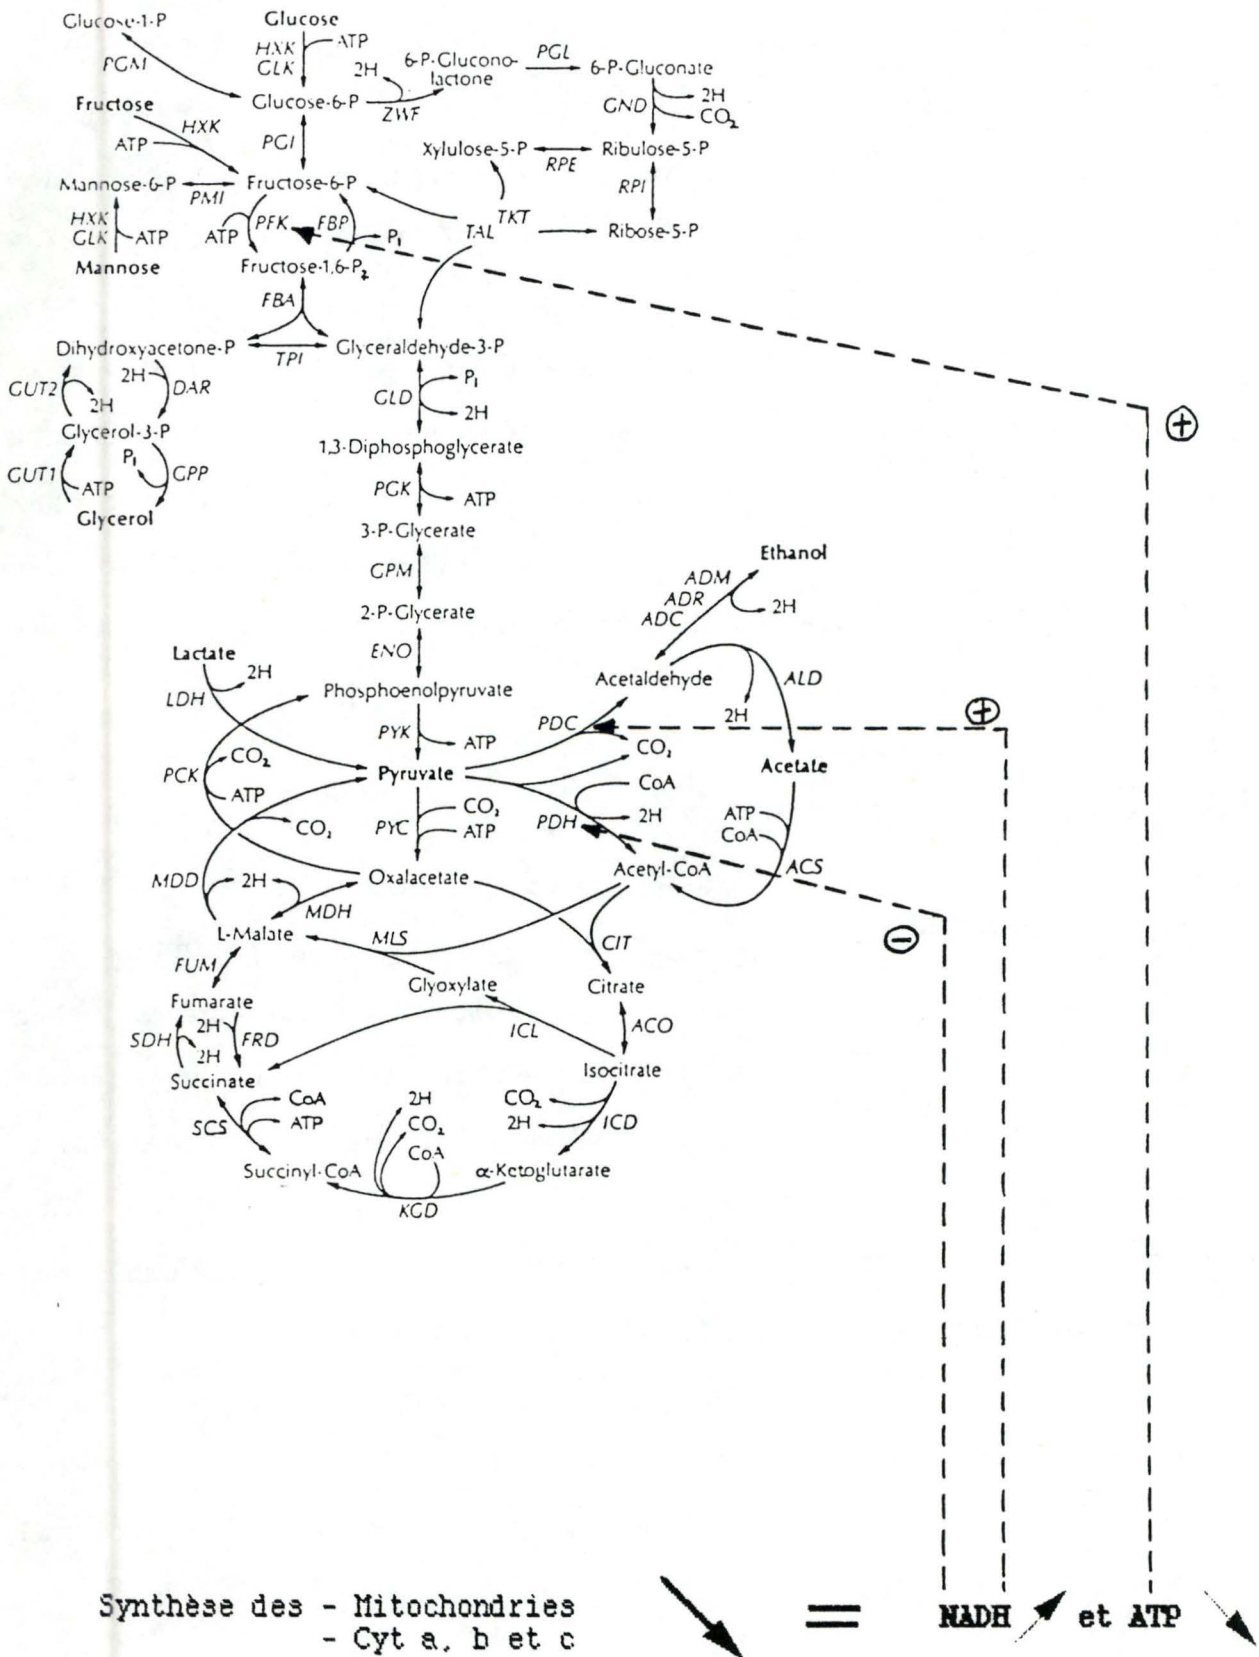 Glucose-1-P
Glucose
HXK
GLK
ATP
PGM
2H
6-P-Glucono-
lactone
PGL
6-P-Gluconate
Fructose
Glucose-6-P
ZWF
GND
2H
CO₂
HXK
ATP
PGI
Xylulose-5-P
RPE
Ribulose-5-P
Mannose-6-P
PMI
Fructose-6-P
RPI
HXK
GLK
ATP
ATP
PFK
FBP
P₁
TKT
TAL
Ribose-5-P
Mannose
Fructose-1,6-P₂
FBA
Dihydroxyacetone-P
TPI
Glyceraldehyde-3-P
GUT2
2H
2H
DAR
GLD
P₁
2H
+
Glycerol-3-P
1,3-Diphosphoglycerate
GUT1
P₁
ATP
GPP
PGK
ATP
Glycerol
3-P-Glycerate
GPM
Ethanol
ADM
ADR
ADC
2H
2-P-Glycerate
Lactate
2H
ENO
LDH
Phosphoenolpyruvate
Acetaldehyde
ALD
2H
+
PYK
ATP
PDC
CO₂
PCK
CO₂
ATP
Pyruvate
CoA
Acetate
CO₂
PYC
CO₂
ATP
PDH
2H
ATP
CoA
ACS
MDD
2H
Oxalacetate
Acetyl-CoA
MDH
−
L-Malate
MLS
CIT
FUM
Glyoxylate
Citrate
Fumarate
SDH
2H
2H
FRD
ICL
ACO
Succinate
Isocitrate
SCS
CoA
ATP
2H
CO₂
CoA
CO₂
2H
ICD
Succinyl-CoA
α-Ketoglutarate
KGD
Synthèse des - Mitochondries
- Cyt a, b et c
=
NADH et ATP